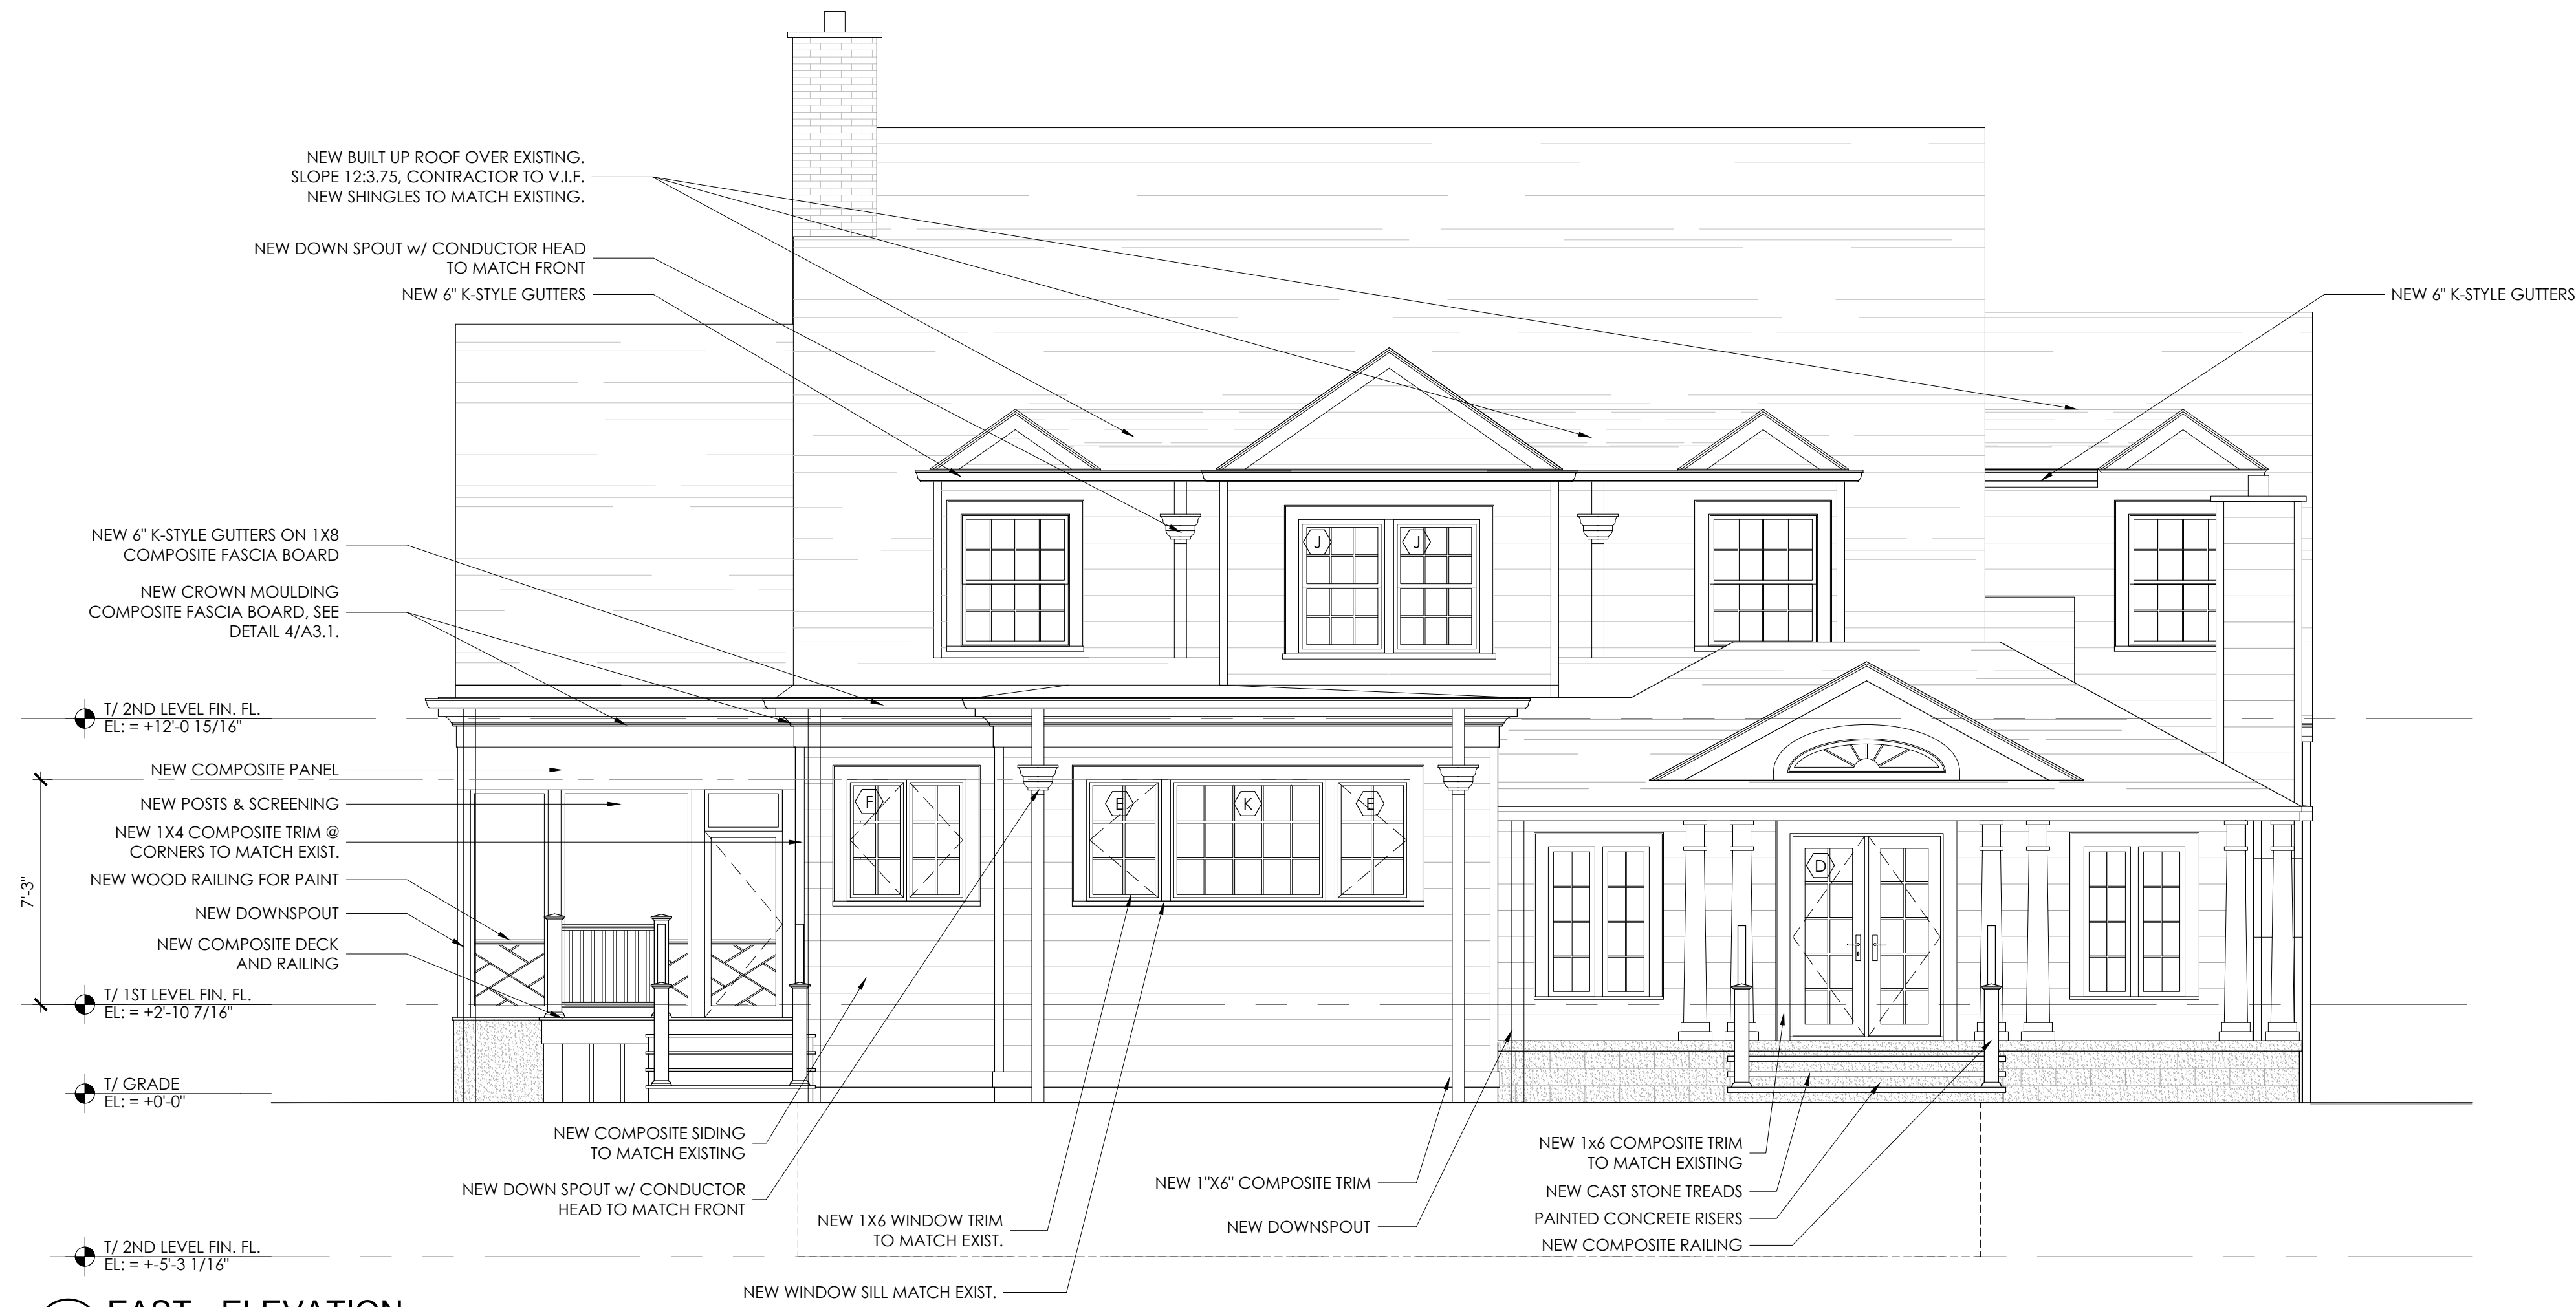 NEW BUILT UP ROOF OVER EXISTING.
SLOPE 12:3.75, CONTRACTOR TO V.I.F.
NEW SHINGLES TO MATCH EXISTING.
NEW DOWN SPOUT w/ CONDUCTOR HEAD
TO MATCH FRONT
NEW 6" K-STYLE GUTTERS
NEW 6" K-STYLE GUTTERS
NEW 6" K-STYLE GUTTERS ON 1X8
COMPOSITE FASCIA BOARD
NEW CROWN MOULDING
COMPOSITE FASCIA BOARD, SEE
DETAIL 4/A3.1.
J
J
T/ 2ND LEVEL FIN. FL.
EL: = +12'-0 15/16"
NEW COMPOSITE PANEL
NEW POSTS & SCREENING
NEW 1X4 COMPOSITE TRIM @
CORNERS TO MATCH EXIST.
NEW WOOD RAILING FOR PAINT
NEW DOWNSPOUT
NEW COMPOSITE DECK
AND RAILING
7'-3"
F
E
K
E
D
T/ 1ST LEVEL FIN. FL.
EL: = +2'-10 7/16"
T/ GRADE
EL: = +0'-0"
NEW COMPOSITE SIDING
TO MATCH EXISTING
NEW DOWN SPOUT w/ CONDUCTOR
HEAD TO MATCH FRONT
NEW 1X6 WINDOW TRIM
TO MATCH EXIST.
NEW WINDOW SILL MATCH EXIST.
NEW 1"X6" COMPOSITE TRIM
NEW DOWNSPOUT
NEW 1x6 COMPOSITE TRIM
TO MATCH EXISTING
NEW CAST STONE TREADS
PAINTED CONCRETE RISERS
NEW COMPOSITE RAILING
T/ 2ND LEVEL FIN. FL.
EL: = +-5'-3 1/16"
EAST - ELEVATION